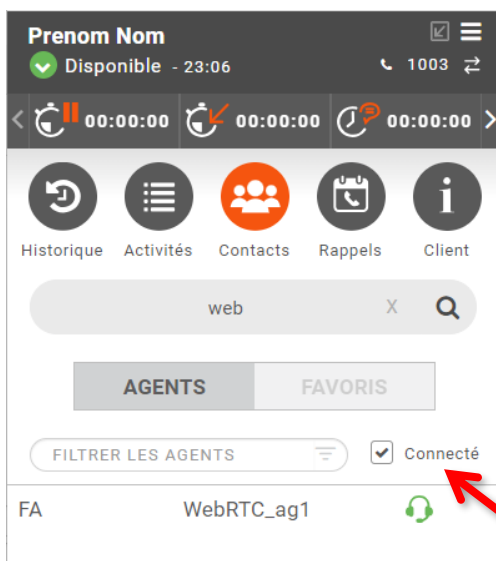 Prenom Nom
Disponible - 23:06 1003
00:00:00 00:00:00 00:00:00
Historique Activités Contacts Rappels Client
web X
AGENTS FAVORIS
FILTRER LES AGENTS Connecté
FA WebRTC_ag1